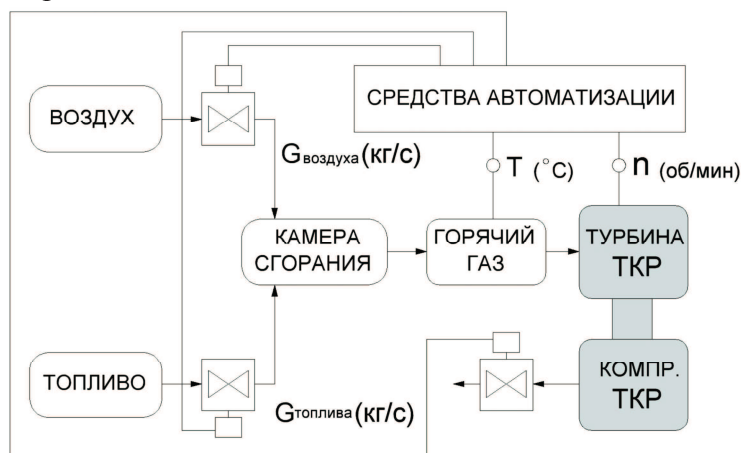 СРЕДСТВА АВТОМАТИЗАЦИИ
ВОЗДУХ
Gвоздуха(кг/с)
T (°C)
n (об/мин)
КАМЕРА
СГОРАНИЯ
ГОРЯЧИЙ
ГАЗ
ТУРБИНА
ТКР
ТОПЛИВО
Gтоплива(кг/с)
КОМПР.
ТКР